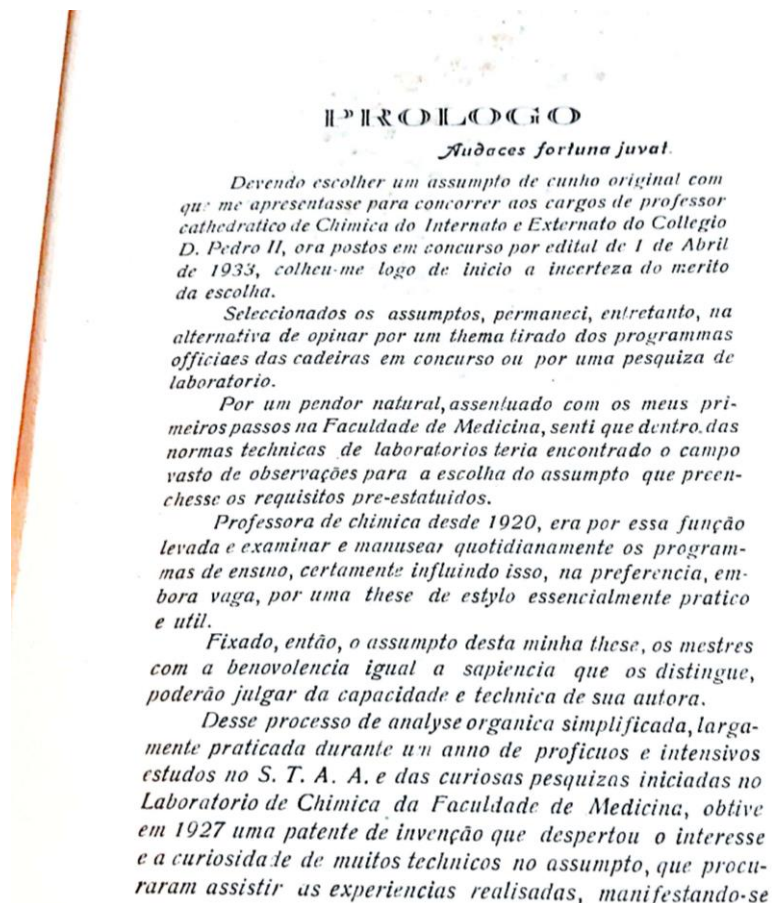 PROLOGO
Audaces fortuna juvat.
Devendo escolher um assumpto de cunho original com
que me apresentasse para concorrer aos cargos de professor
cathedratico de Chimica do Internato e Externato do Collegio
D. Pedro II, ora postos em concurso por edital de 1 de Abril
de 1933, colheu-me logo de inicio a incerteza do merito
da escolha.
Seleccionados os assumptos, permaneci, entretanto, na
alternativa de opinar por um thema tirado dos programmas
officiaes das cadeiras em concurso ou por uma pesquiza de
laboratorio.
Por um pendor natural, assentuado com os meus pri-
meiros passos na Faculdade de Medicina, senti que dentro das
normas technicas de laboratorios teria encontrado o campo
vasto de observações para a escolha do assumpto que preen-
chesse os requisitos pre-estatuidos.
Professora de chimica desde 1920, era por essa função
levada e examinar e manusear quotidianamente os program-
mas de ensino, certamente influindo isso, na preferencia, em-
bora vaga, por uma these de estylo essencialmente pratico
e util.
Fixado, então, o assumpto desta minha these, os mestres
com a benovolencia igual a sapiencia que os distingue,
poderão julgar da capacidade e technica de sua autora.
Desse processo de analyse organica simplificada, larga-
mente praticada durante um anno de proficuos e intensivos
estudos no S. T. A. A. e das curiosas pesquizas iniciadas no
Laboratorio de Chimica da Faculdade de Medicina, obtive
em 1927 uma patente de invenção que despertou o interesse
e a curiosidade de muitos technicos no assumpto, que procu-
raram assistir as experiencias realisadas, manifestando-se